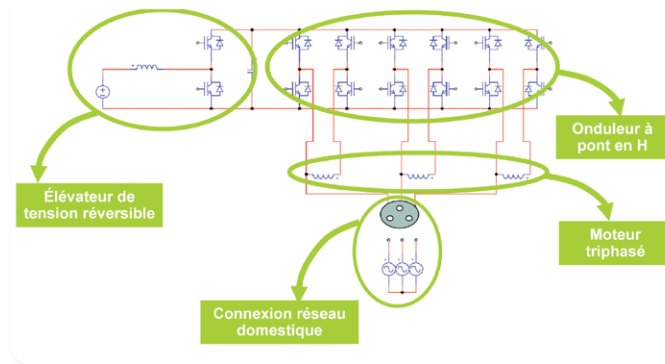 Onduleur à
pont en H
Élévateur de
tension réversible
Moteur
triphasé
Connexion réseau
domestique